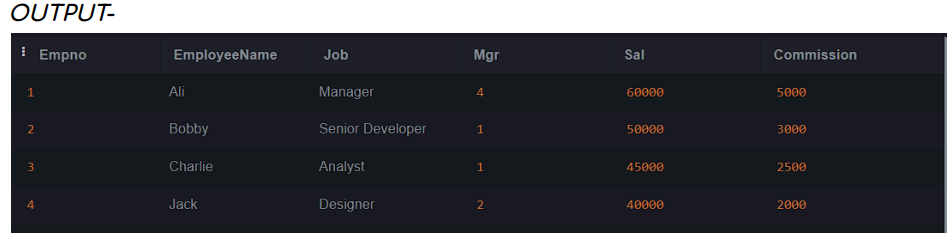 OUTPUT-
Empno EmployeeName Job Mgr Sal Commission
1 Ali Manager 4 60000 5000
2 Bobby Senior Developer 1 50000 3000
3 Charlie Analyst 1 45000 2500
4 Jack Designer 2 40000 2000